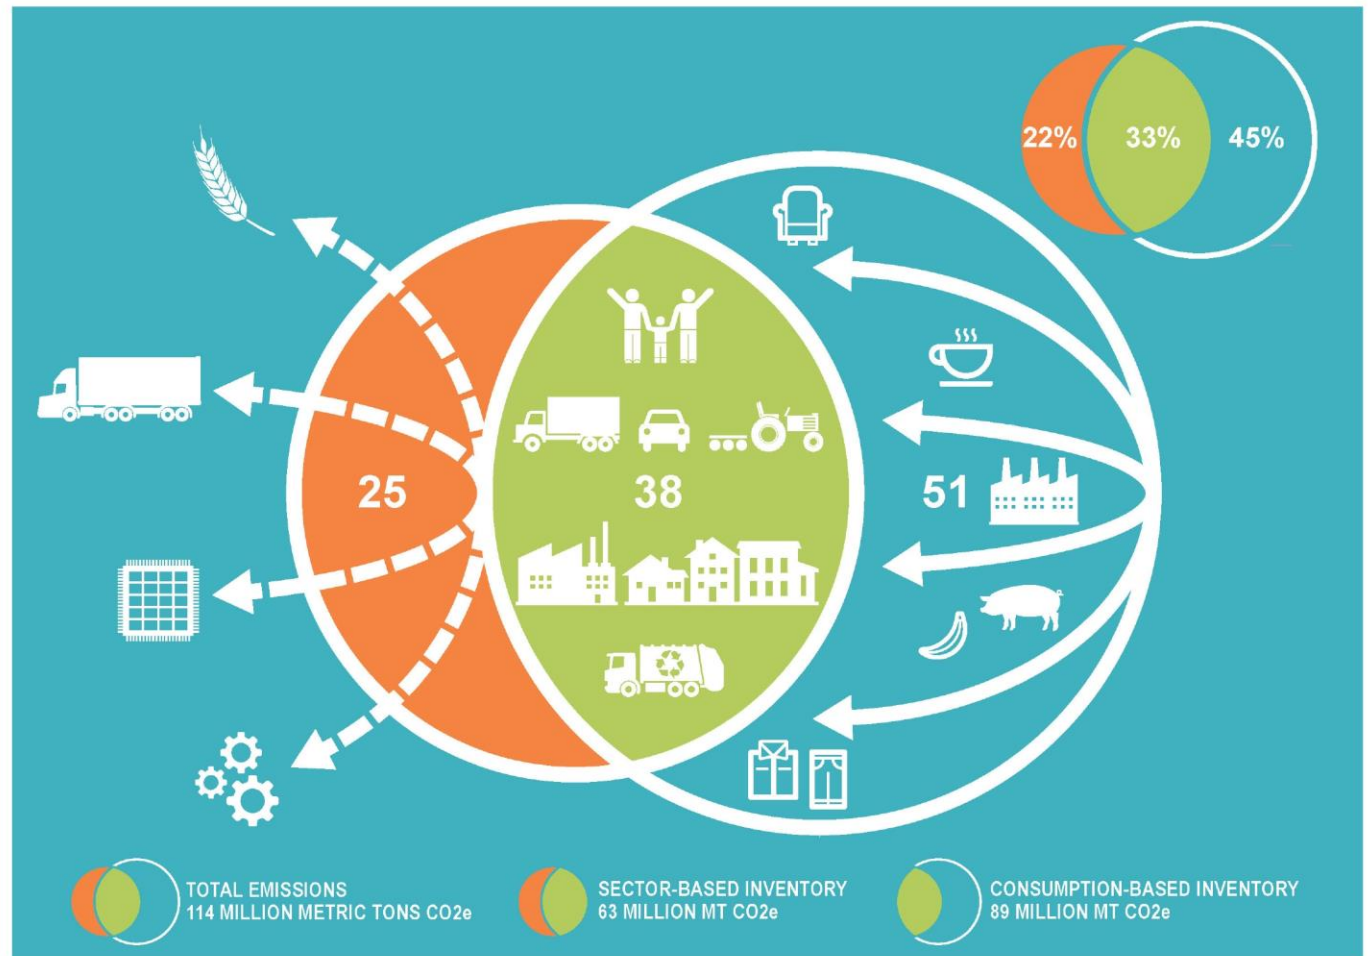 22%
33%
45%
25
38
51
TOTAL EMISSIONS
114 MILLION METRIC TONS CO2e
SECTOR-BASED INVENTORY
63 MILLION MT CO2e
CONSUMPTION-BASED INVENTORY
89 MILLION MT CO2e